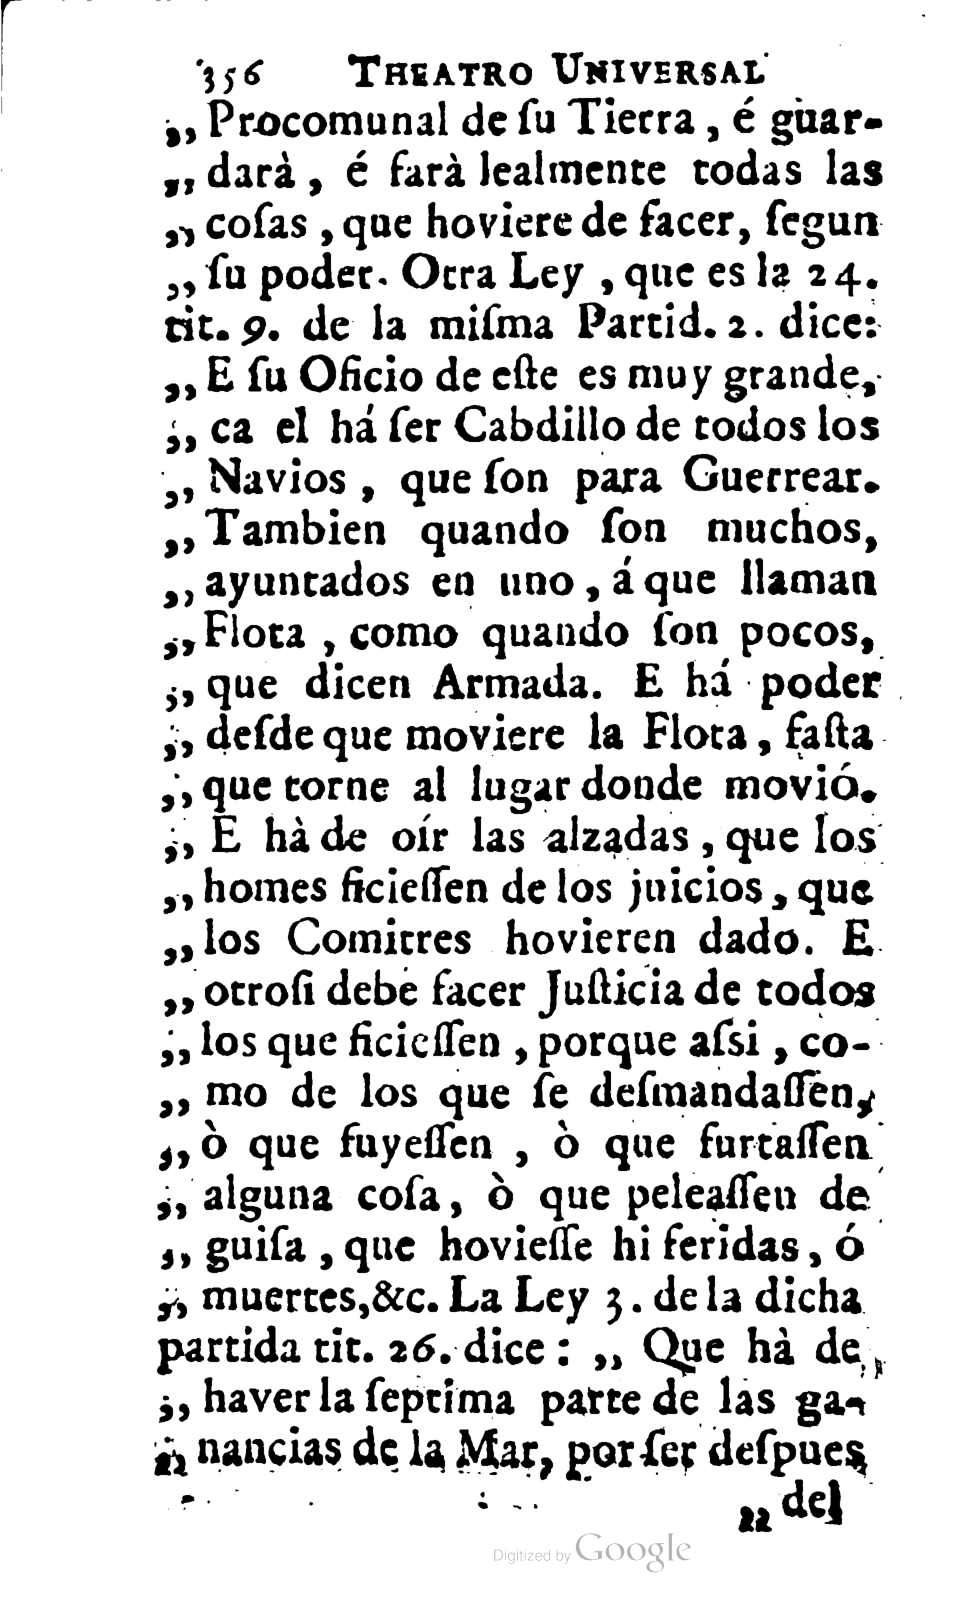 356 THEATRO UNIVERSAL
,, Procomunal de ſu Tierra, é guar-
,, darà, é farà lealmente todas las
,, coſas, que hoviere de facer, ſegun
,, ſu poder. Otra Ley, que es la 24.
tit. 9. de la miſma Partid. 2. dice:
,, E ſu Oficio de eſte es muy grande,
,, ca el há ſer Cabdillo de todos los
,, Navios, que ſon para Guerrear.
,, Tambien quando ſon muchos,
,, ayuntados en uno, á que llaman
,, Flota, como quando ſon pocos,
,, que dicen Armada. E há poder
,, deſde que moviere la Flota, faſta
,, que torne al lugar donde movió.
,, E hà de oír las alzadas, que los
,, homes ficieſſen de los juicios, que
,, los Comitres hovieren dado. E
,, otroſi debe facer Juſticia de todos
,, los que ficieſſen, porque aſsi, co-
,, mo de los que ſe deſmandaſſen,
,, ò que fuyeſſen, ò que furtaſſen
,, alguna coſa, ò que peleaſſen de
,, guiſa, que hovieſſe hi feridas, ó
,, muertes, &c. La Ley 3. de la dicha
partida tit. 26. dice: ,, Que hà de
,, haver la ſeptima parte de las ga-
,, nancias de la Mar, por ſer deſpues
,, del
Digitized by Google